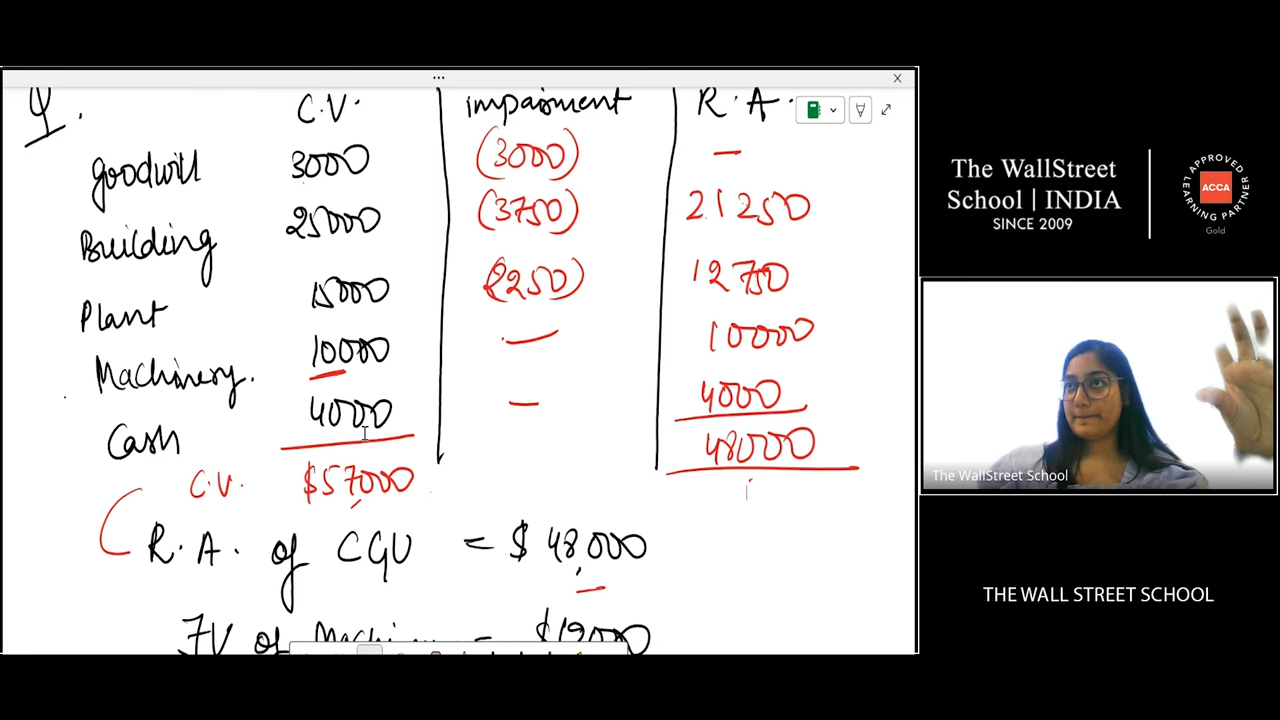 Q. C.V. impairment R.A.
goodwill 3000 (3000) —
Building 25000 (3750) 21250
Plant 15000 (2250) 12750
Machinery. 10000 — 10000
Cash 4000 — 4000
C.V. $57000 48000
R.A. of CGU = $ 48,000
FV of =
The WallStreet
School | INDIA
SINCE 2009
APPROVED LEARNING PARTNER
ACCA
Gold
The WallStreet School
THE WALL STREET SCHOOL